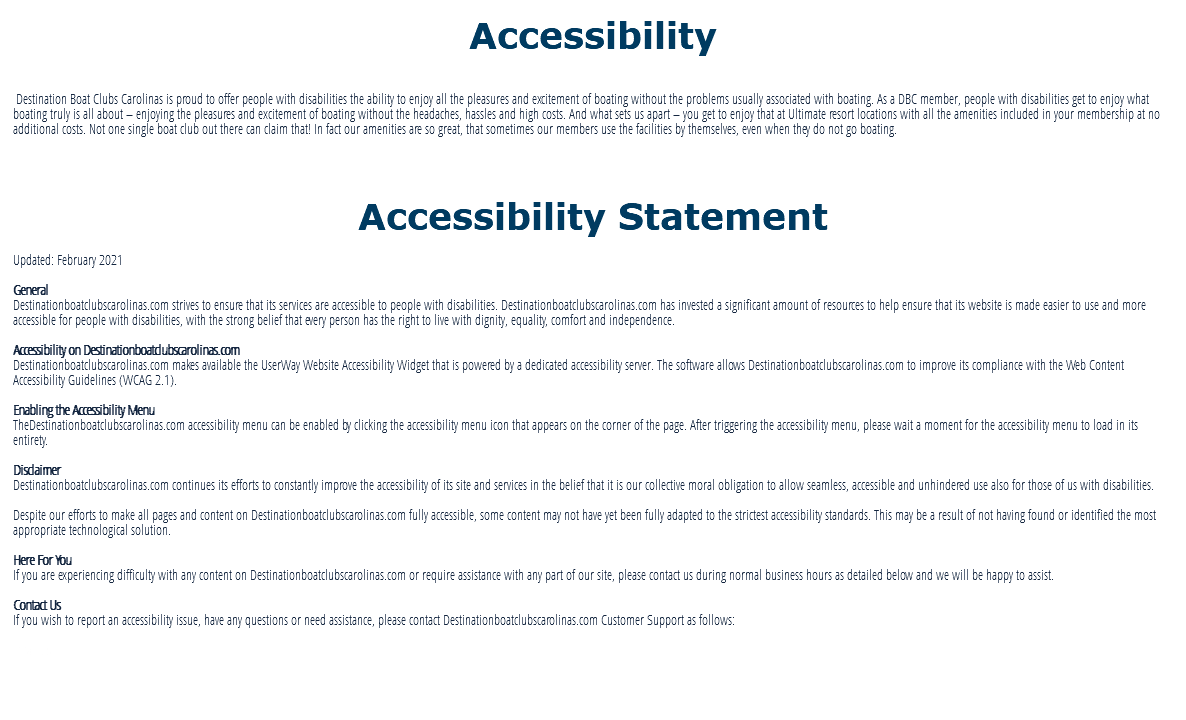 Accessibility
Destination Boat Clubs Carolinas is proud to offer people with disabilities the ability to enjoy all the pleasures and excitement of boating without the problems usually associated with boating. As a DBC member, people with disabilities get to enjoy what
boating truly is all about – enjoying the pleasures and excitement of boating without the headaches, hassles and high costs. And what sets us apart – you get to enjoy that at Ultimate resort locations with all the amenities included in your membership at no
additional costs. Not one single boat club out there can claim that! In fact our amenities are so great, that sometimes our members use the facilities by themselves, even when they do not go boating.
Accessibility Statement
Updated: February 2021
General
Destinationboatclubscarolinas.com strives to ensure that its services are accessible to people with disabilities. Destinationboatclubscarolinas.com has invested a significant amount of resources to help ensure that its website is made easier to use and more
accessible for people with disabilities, with the strong belief that every person has the right to live with dignity, equality, comfort and independence.
Accessibility on Destinationboatclubscarolinas.com
Destinationboatclubscarolinas.com makes available the UserWay Website Accessibility Widget that is powered by a dedicated accessibility server. The software allows Destinationboatclubscarolinas.com to improve its compliance with the Web Content
Accessibility Guidelines (WCAG 2.1).
Enabling the Accessibility Menu
TheDestinationboatclubscarolinas.com accessibility menu can be enabled by clicking the accessibility menu icon that appears on the corner of the page. After triggering the accessibility menu, please wait a moment for the accessibility menu to load in its
entirety.
Disclaimer
Destinationboatclubscarolinas.com continues its efforts to constantly improve the accessibility of its site and services in the belief that it is our collective moral obligation to allow seamless, accessible and unhindered use also for those of us with disabilities.
Despite our efforts to make all pages and content on Destinationboatclubscarolinas.com fully accessible, some content may not have yet been fully adapted to the strictest accessibility standards. This may be a result of not having found or identified the most
appropriate technological solution.
Here For You
If you are experiencing difficulty with any content on Destinationboatclubscarolinas.com or require assistance with any part of our site, please contact us during normal business hours as detailed below and we will be happy to assist.
Contact Us
If you wish to report an accessibility issue, have any questions or need assistance, please contact Destinationboatclubscarolinas.com Customer Support as follows: